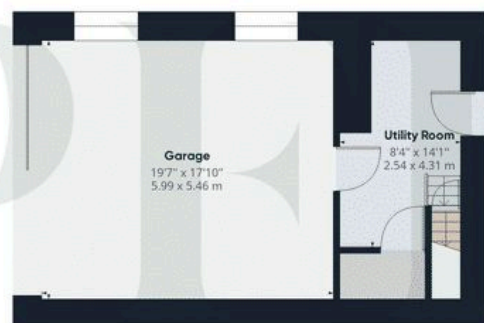 Garage
19'7" x 17'10"
5.99 x 5.46 m
Utility Room
8'4" x 14'1"
2.54 x 4.31 m